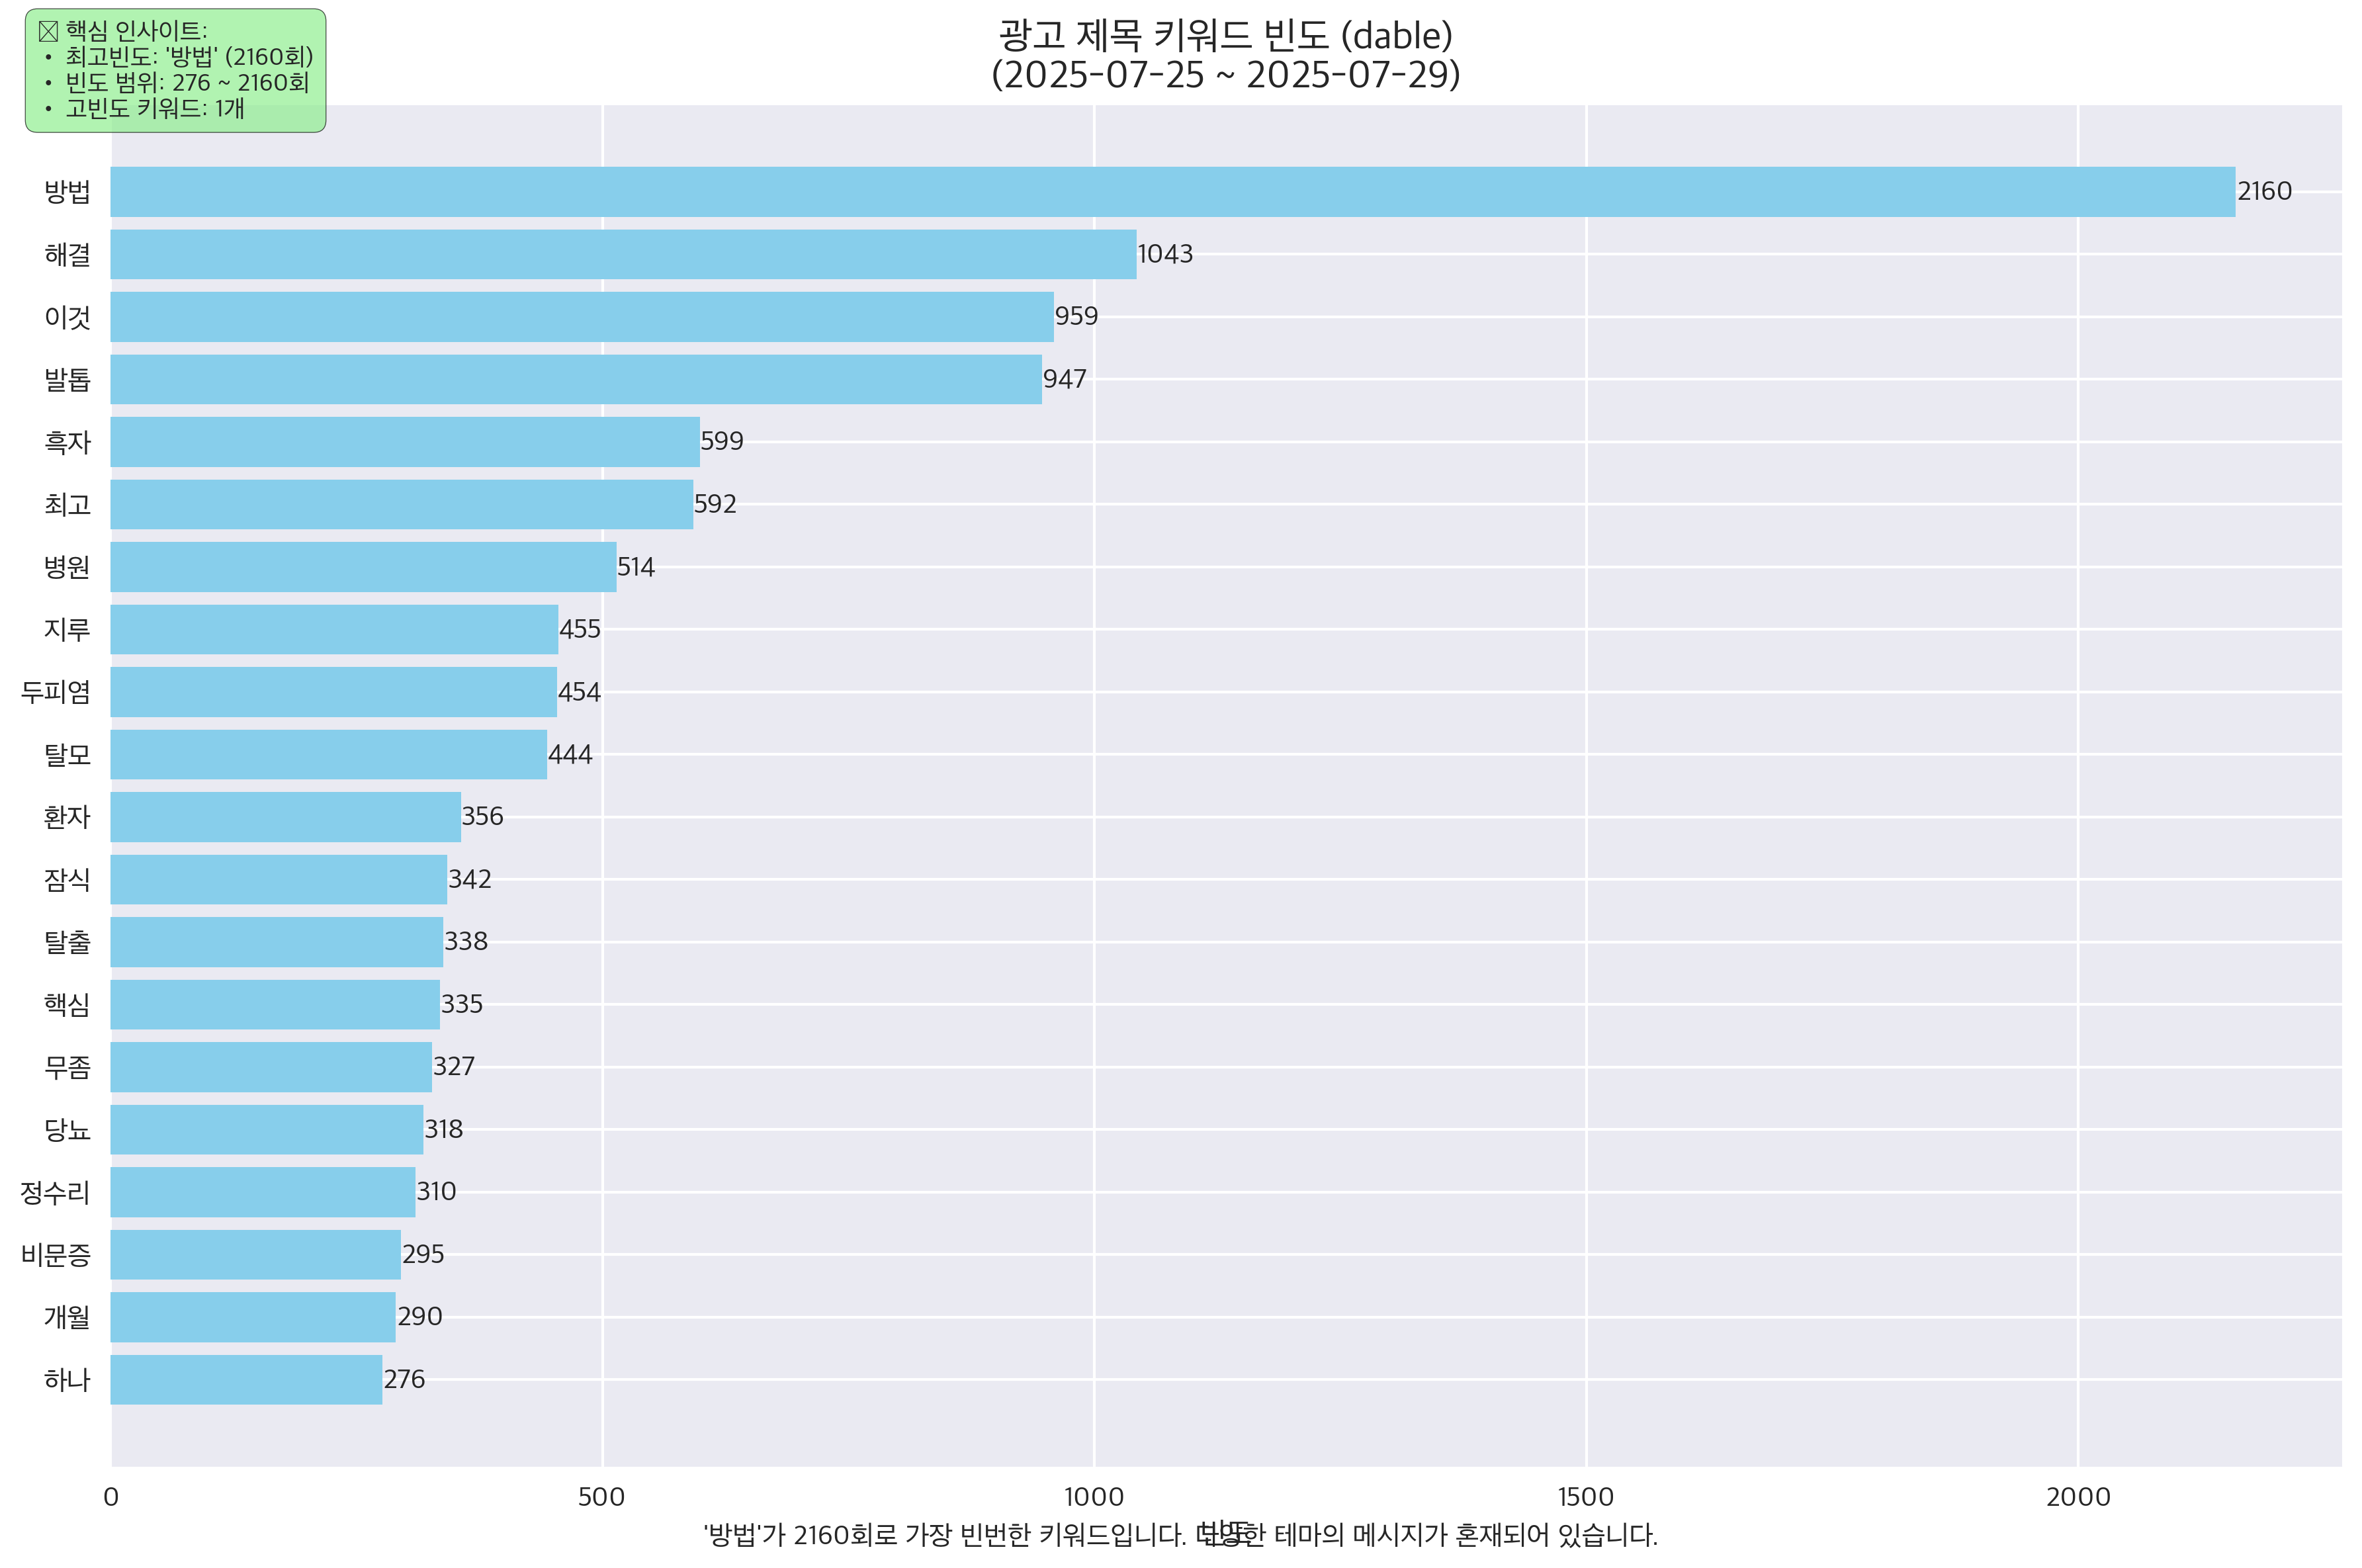 핵심 인사이트:
• 최고빈도: '방법' (2160회)
• 빈도 범위: 276 ~ 2160회
• 고빈도 키워드: 1개
광고 제목 키워드 빈도 (dable)
(2025-07-25 ~ 2025-07-29)
방법 2160
해결 1043
이것 959
발톱 947
흑자 599
최고 592
병원 514
지루 455
두피염 454
탈모 444
환자 356
잠식 342
탈출 338
핵심 335
무좀 327
당뇨 318
정수리 310
비문증 295
개월 290
하나 276
0 500 1000 1500 2000
빈도
'방법'가 2160회로 가장 빈번한 키워드입니다. 다양한 테마의 메시지가 혼재되어 있습니다.